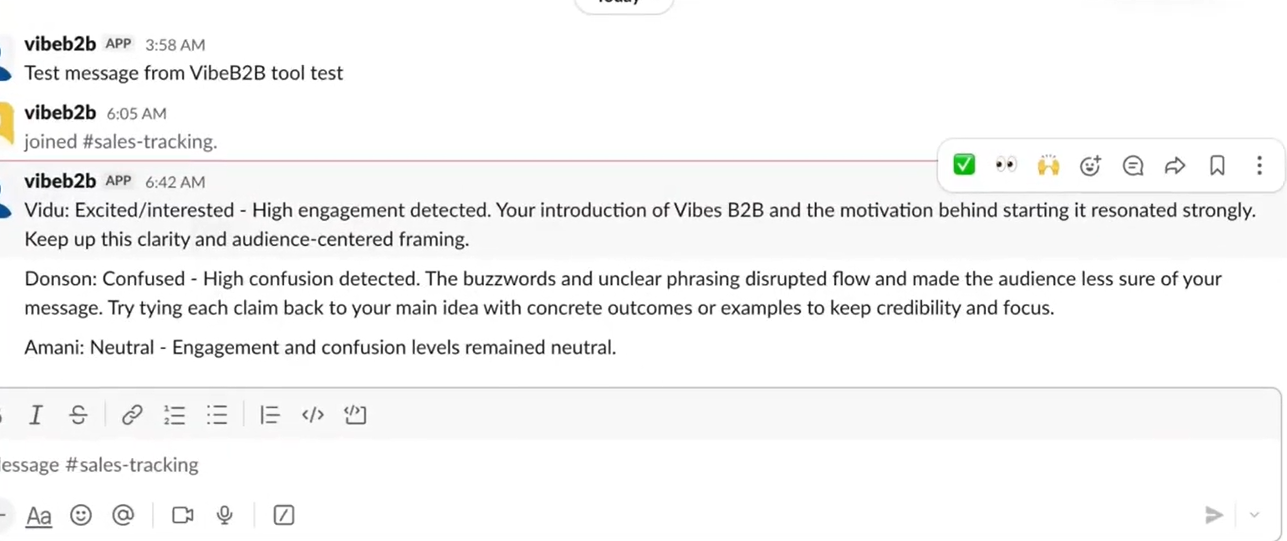 Today
vibeb2b APP 3:58 AM
Test message from VibeB2B tool test
vibeb2b 6:05 AM
joined #sales-tracking.
vibeb2b APP 6:42 AM
Vidu: Excited/interested - High engagement detected. Your introduction of Vibes B2B and the motivation behind starting it resonated strongly.
Keep up this clarity and audience-centered framing.
Donson: Confused - High confusion detected. The buzzwords and unclear phrasing disrupted flow and made the audience less sure of your
message. Try tying each claim back to your main idea with concrete outcomes or examples to keep credibility and focus.
Amani: Neutral - Engagement and confusion levels remained neutral.
essage #sales-tracking
Aa